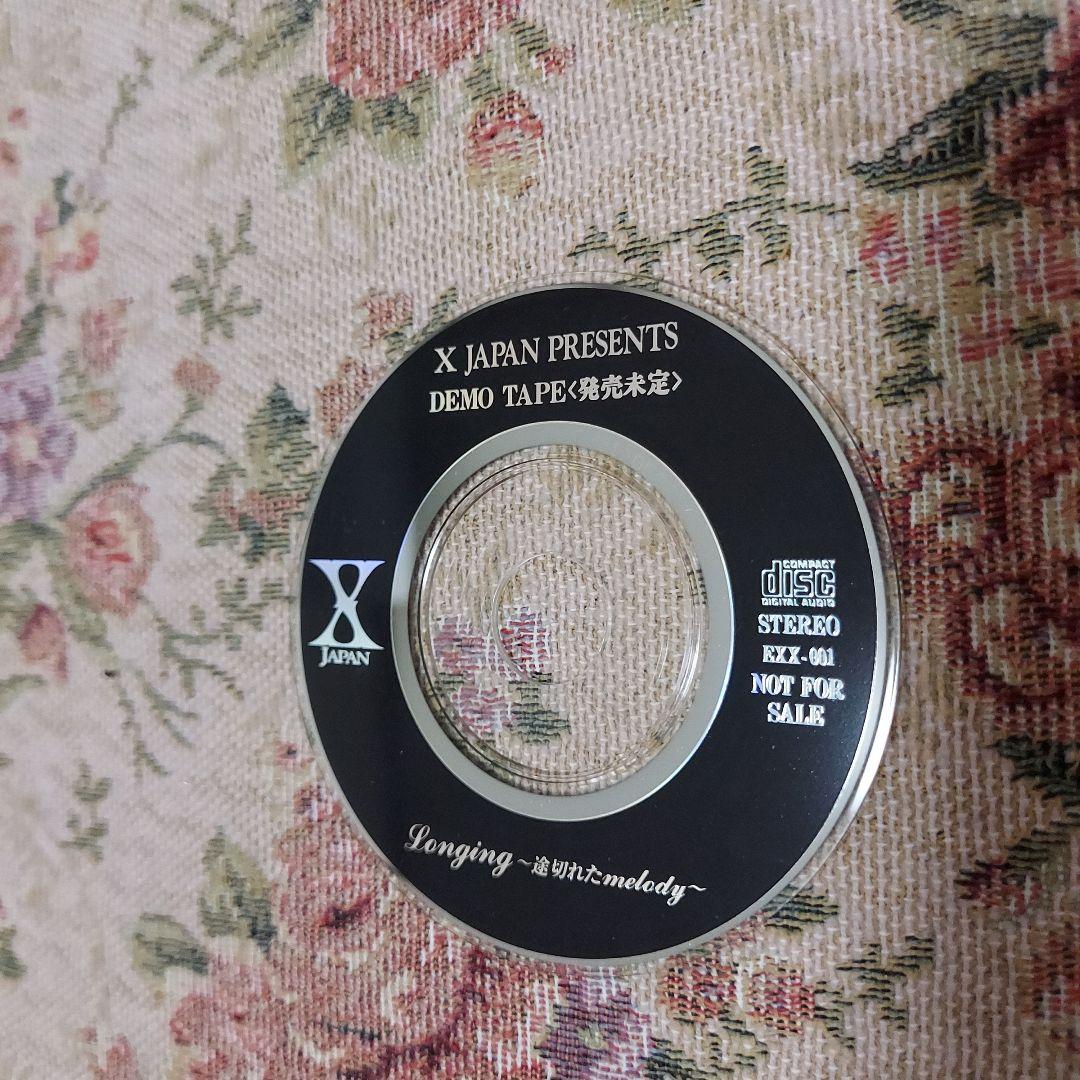 X JAPAN PRESENTS
DEMO TAPE〈発売未定〉
X
JAPAN
COMPACT
disc
DIGITAL AUDIO
STEREO
EXX-001
NOT FOR
SALE
Longing～途切れたmelody～